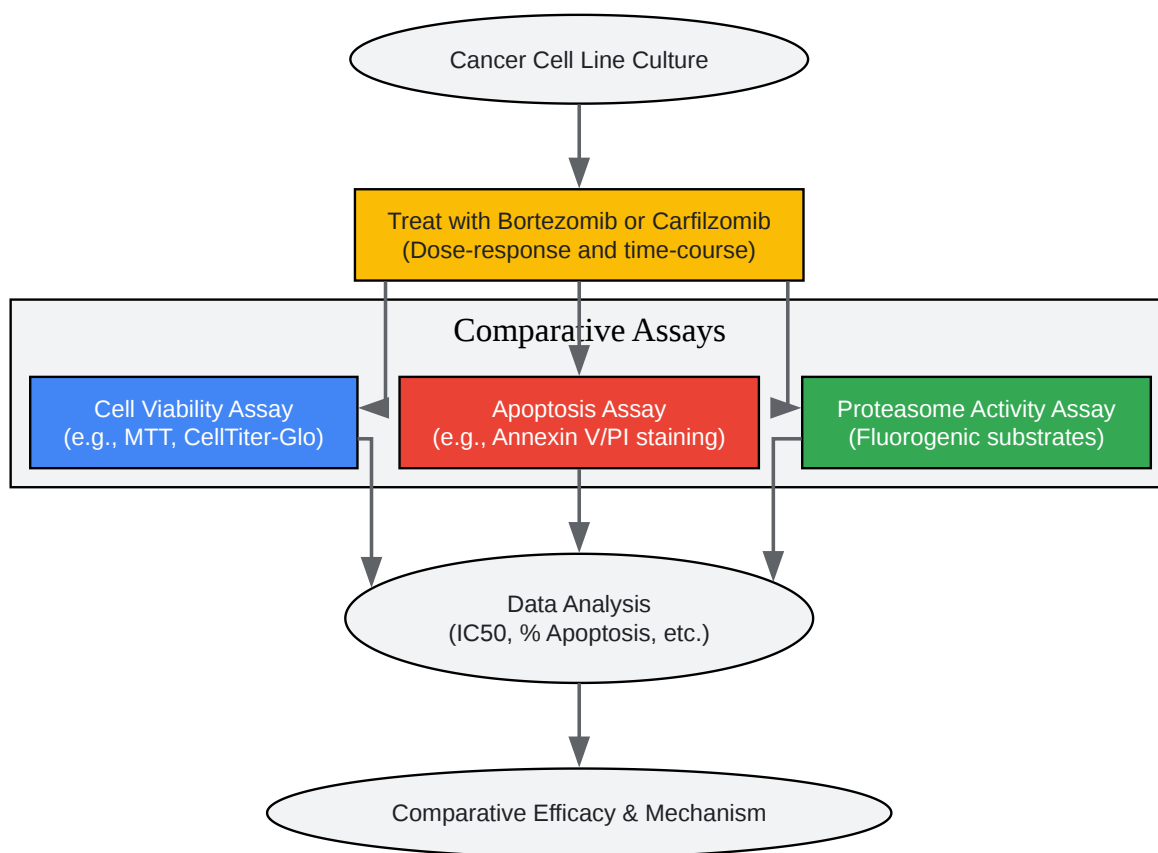 Cancer Cell Line Culture
Treat with Bortezomib or Carfilzomib
(Dose-response and time-course)
Comparative Assays
Cell Viability Assay
(e.g., MTT, CellTiter-Glo)
Apoptosis Assay
(e.g., Annexin V/PI staining)
Proteasome Activity Assay
(Fluorogenic substrates)
Data Analysis
(IC50, % Apoptosis, etc.)
Comparative Efficacy & Mechanism